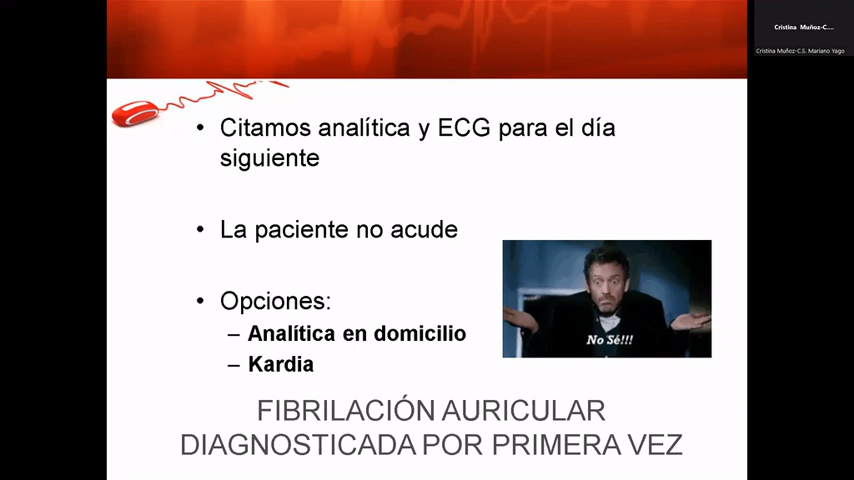 Cristina Muñoz-C....
Cristina Muñoz-C.S. Mariano Yago
• Citamos analítica y ECG para el día
siguiente
• La paciente no acude
• Opciones:
– Analítica en domicilio
– Kardia
No Sé!!!
FIBRILACIÓN AURICULAR
DIAGNOSTICADA POR PRIMERA VEZ